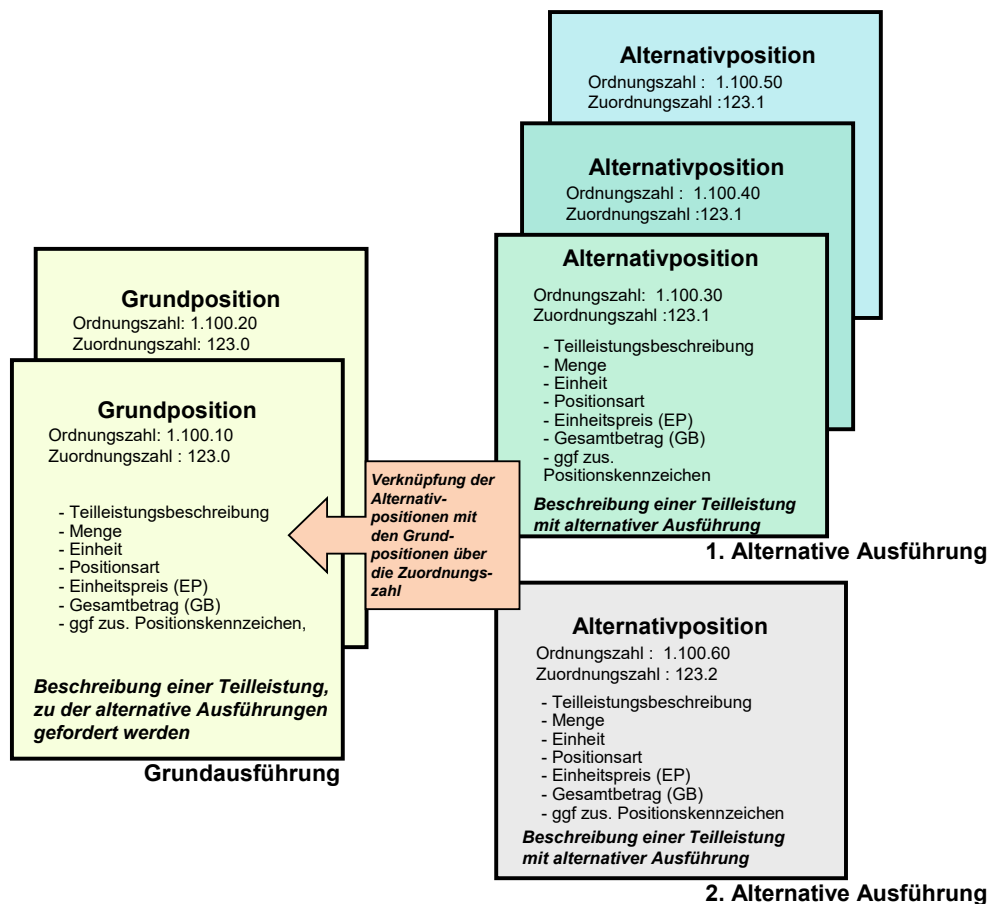 Alternativposition
Ordnungszahl :  1.100.50
Zuordnungszahl :123.1
Alternativposition
Ordnungszahl :  1.100.40
Zuordnungszahl :123.1
Alternativposition
Ordnungszahl:  1.100.30
Zuordnungszahl :123.1
- Teilleistungsbeschreibung
- Menge
- Einheit
- Positionsart
- Einheitspreis (EP)
- Gesamtbetrag (GB)
- ggf zus.
Positionskennzeichen
Beschreibung einer Teilleistung
mit alternativer Ausführung
1. Alternative Ausführung
Grundposition
Ordnungszahl: 1.100.20
Zuordnungszahl: 123.0
Grundposition
Ordnungszahl: 1.100.10
Zuordnungszahl : 123.0
- Teilleistungsbeschreibung
- Menge
- Einheit
- Positionsart
- Einheitspreis (EP)
- Gesamtbetrag (GB)
- ggf zus. Positionskennzeichen,
Beschreibung einer Teilleistung,
zu der alternative Ausführungen
gefordert werden
Grundausführung
Verknüpfung der
Alternativ-
positionen mit
den Grund-
positionen über
die Zuordnungs-
zahl
Alternativposition
Ordnungszahl :  1.100.60
Zuordnungszahl : 123.2
- Teilleistungsbeschreibung
- Menge
- Einheit
- Positionsart
- Einheitspreis (EP)
- Gesamtbetrag (GB)
- ggf zus. Positionskennzeichen
Beschreibung einer Teilleistung
mit alternativer Ausführung
2. Alternative Ausführung